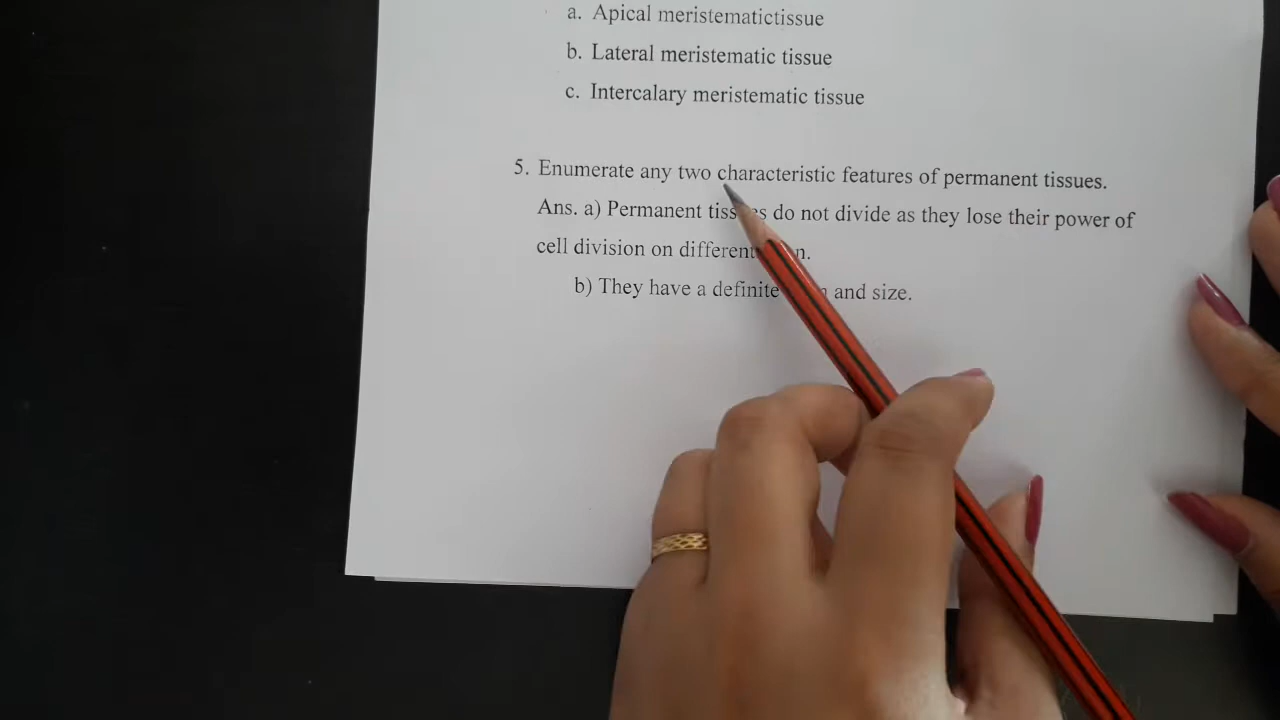 a. Apical meristematictissue
b. Lateral meristematic tissue
c. Intercalary meristematic tissue
5. Enumerate any two characteristic features of permanent tissues.
Ans. a) Permanent tissues do not divide as they lose their power of
cell division on
b) They have a definite and size.